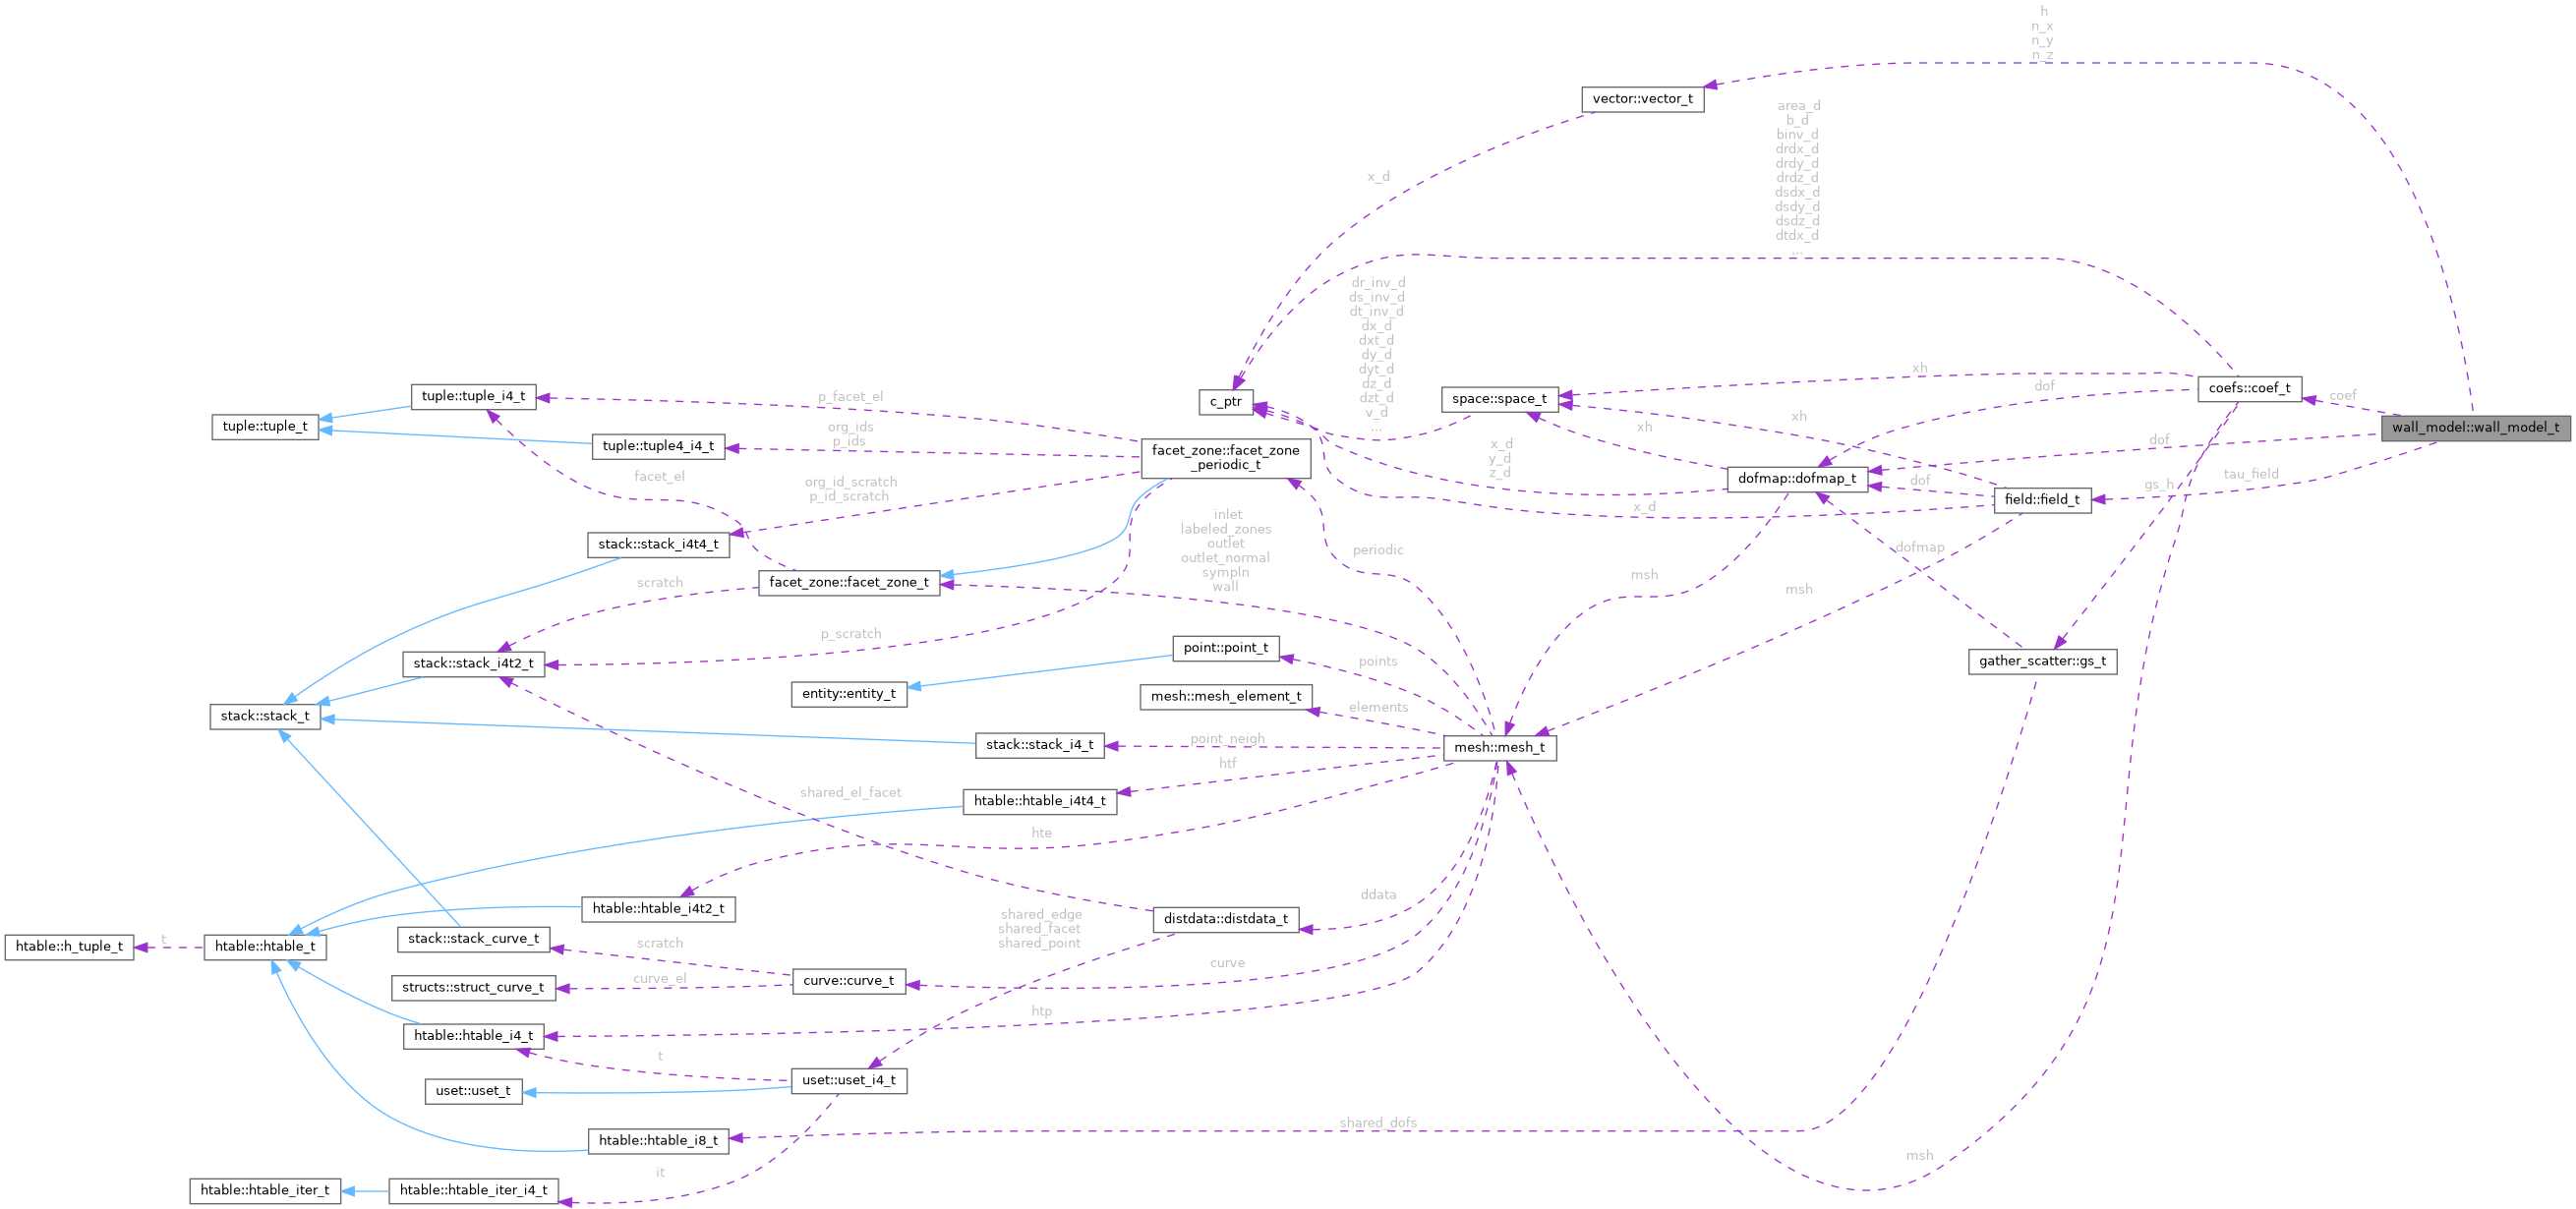 h
n_x
n_y
n_z
vector::vector_t
area_d
b_d
binv_d
drdx_d
drdy_d
drdz_d
dsdx_d
dsdy_d
dsdz_d
dtdx_d
...
x_d
dr_inv_d
ds_inv_d
dt_inv_d
dx_d
dxt_d
dy_d
dyt_d
dz_d
dzt_d
v_d
...
xh
dof
coefs::coef_t
coef
tuple::tuple_i4_t
p_facet_el
c_ptr
space::space_t
xh
xh
wall_model::wall_model_t
tuple::tuple_t
org_ids
p_ids
tuple::tuple4_i4_t
facet_zone::facet_zone
_periodic_t
x_d
y_d
z_d
dof
facet_el
org_id_scratch
p_id_scratch
dofmap::dofmap_t
dof
gs_h
tau_field
field::field_t
x_d
stack::stack_i4t4_t
inlet
labeled_zones
outlet
outlet_normal
sympln
wall
periodic
dofmap
scratch
facet_zone::facet_zone_t
msh
msh
p_scratch
point::point_t
stack::stack_i4t2_t
points
gather_scatter::gs_t
entity::entity_t
mesh::mesh_element_t
elements
stack::stack_t
stack::stack_i4_t
point_neigh
mesh::mesh_t
htf
shared_el_facet
htable::htable_i4t4_t
hte
ddata
htable::htable_i4t2_t
distdata::distdata_t
shared_edge
shared_facet
shared_point
htable::h_tuple_t
t
htable::htable_t
stack::stack_curve_t
scratch
curve
structs::struct_curve_t
curve_el
curve::curve_t
htp
htable::htable_i4_t
t
uset::uset_t
uset::uset_i4_t
shared_dofs
htable::htable_i8_t
msh
it
htable::htable_iter_t
htable::htable_iter_i4_t